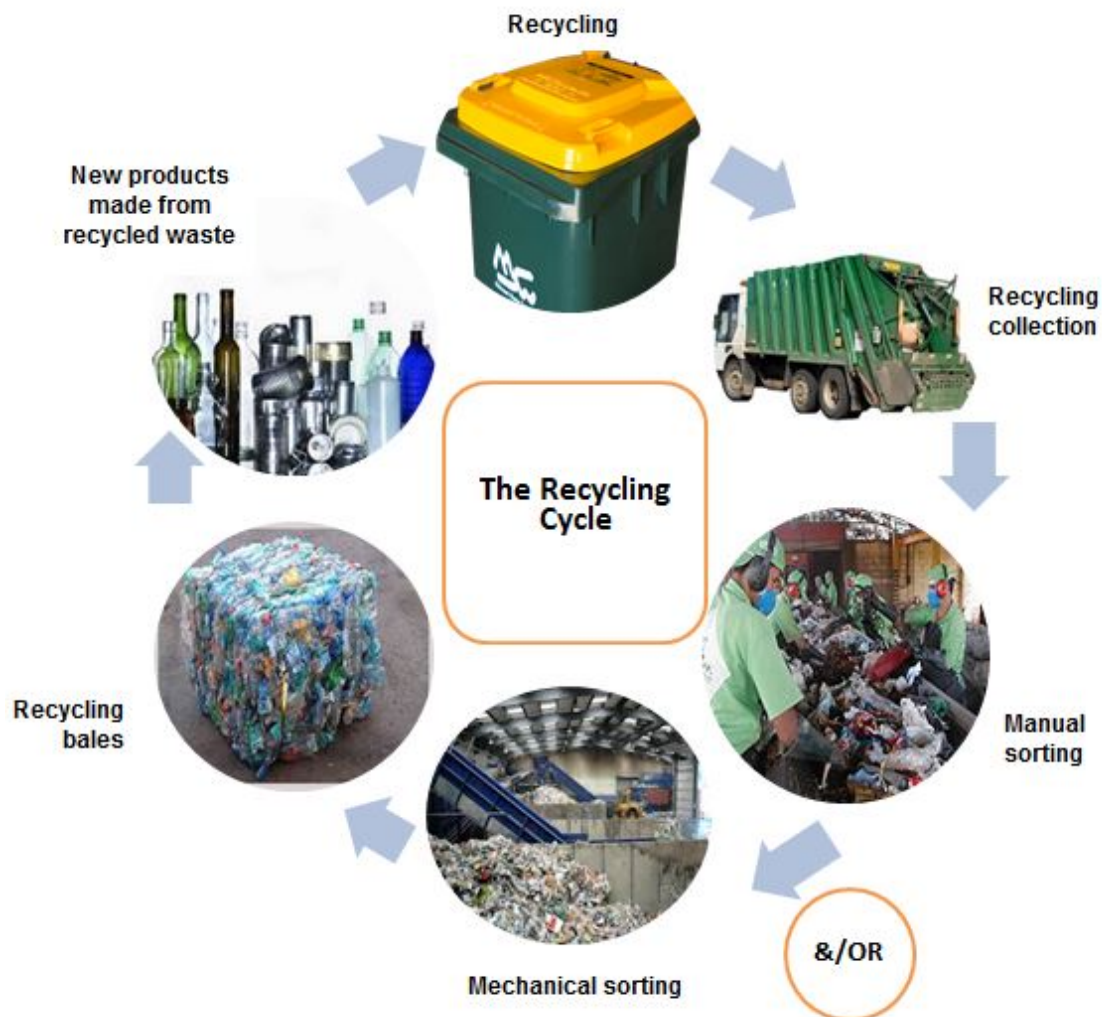 Recycling
New products
made from
recycled waste
Recycling
collection
The Recycling
Cycle
Recycling
bales
Manual
sorting
&/OR
Mechanical sorting